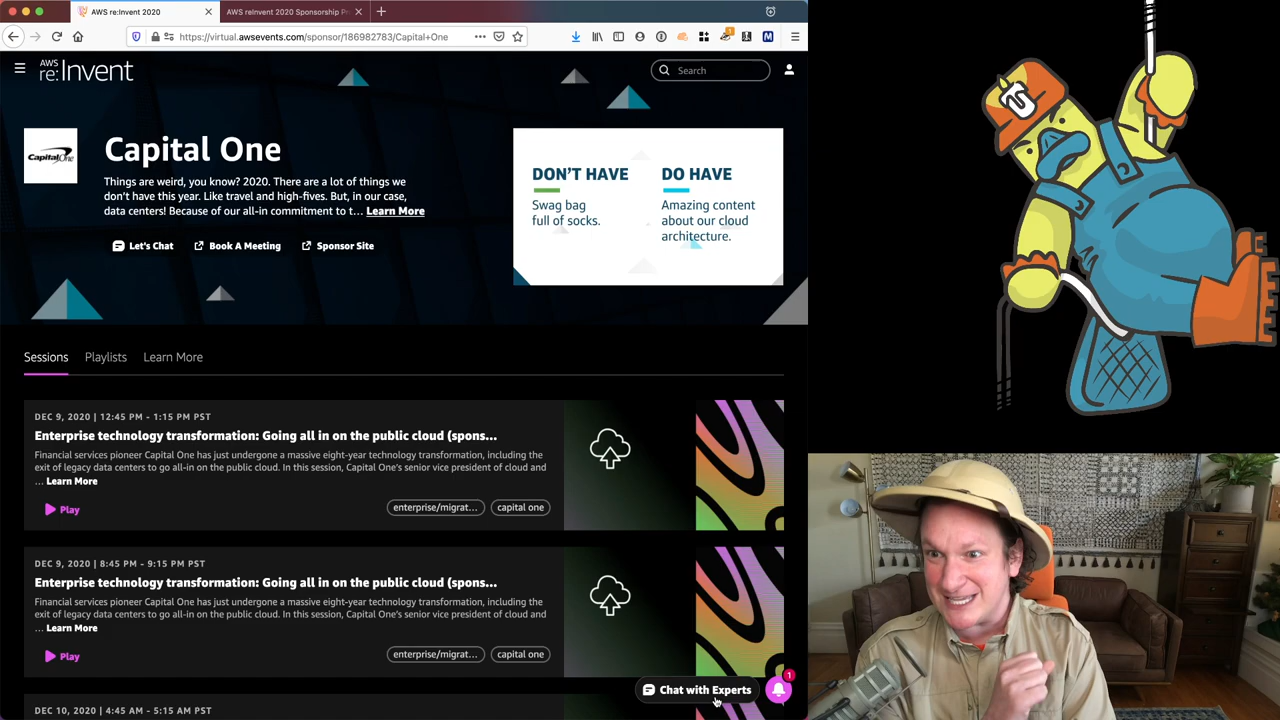 AWS re:Invent 2020
AWS reInvent 2020 Sponsorship Pr
https://virtual.awsevents.com/sponsor/186982783/Capital+One
AWS
re:Invent
Search
Capital One
Capital One
Things are weird, you know? 2020. There are a lot of things we
don't have this year. Like travel and high-fives. But, in our case,
data centers! Because of our all-in commitment to t... Learn More
Let's Chat
Book A Meeting
Sponsor Site
DON'T HAVE
Swag bag
full of socks.
DO HAVE
Amazing content
about our cloud
architecture.
Sessions
Playlists
Learn More
DEC 9, 2020 | 12:45 PM - 1:15 PM PST
Enterprise technology transformation: Going all in on the public cloud (spons...
Financial services pioneer Capital One has just undergone a massive eight-year technology transformation, including the
exit of legacy data centers to go all-in on the public cloud. In this session, Capital One's senior vice president of cloud and
... Learn More
Play
enterprise/migrat...
capital one
DEC 9, 2020 | 8:45 PM - 9:15 PM PST
Enterprise technology transformation: Going all in on the public cloud (spons...
Financial services pioneer Capital One has just undergone a massive eight-year technology transformation, including the
exit of legacy data centers to go all-in on the public cloud. In this session, Capital One's senior vice president of cloud and
... Learn More
Play
enterprise/migrat...
capital one
Chat with Experts
1
DEC 10, 2020 | 4:45 AM - 5:15 AM PST